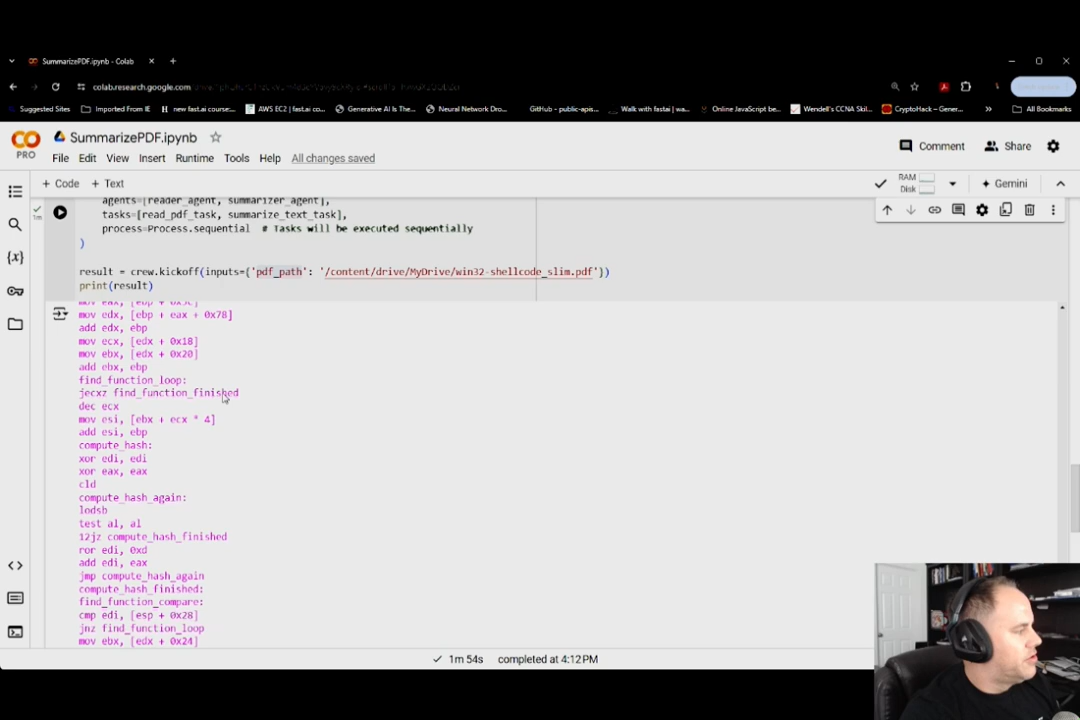 SummarizePDF.ipynb - Colab
colab.research.google.com
Suggested Sites
Imported From IE
new fast.ai course:...
AWS EC2 | fast.ai co...
Generative AI Is The...
Neural Network Dro...
GitHub - public-apis...
Walk with fastai | wa...
Online JavaScript be...
Wendell's CCNA Skil...
CryptoHack – Gener...
»
All Bookmarks
PRO
SummarizePDF.ipynb
File Edit View Insert Runtime Tools Help All changes saved
Comment
Share
+ Code + Text
RAM
Disk
Gemini
1m
agents=[reader_agent, summarizer_agent],
tasks=[read_pdf_task, summarize_text_task],
process=Process.sequential # Tasks will be executed sequentially
)
result = crew.kickoff(inputs={'pdf_path': '/content/drive/MyDrive/win32-shellcode_slim.pdf'})
print(result)
mov eax, [ebp + 0x3c]
mov edx, [ebp + eax + 0x78]
add edx, ebp
mov ecx, [edx + 0x18]
mov ebx, [edx + 0x20]
add ebx, ebp
find_function_loop:
jecxz find_function_finished
dec ecx
mov esi, [ebx + ecx * 4]
add esi, ebp
compute_hash:
xor edi, edi
xor eax, eax
cld
compute_hash_again:
lodsb
test al, al
12jz compute_hash_finished
ror edi, 0xd
add edi, eax
jmp compute_hash_again
compute_hash_finished:
find_function_compare:
cmp edi, [esp + 0x28]
jnz find_function_loop
mov ebx, [edx + 0x24]
1m 54s completed at 4:12 PM